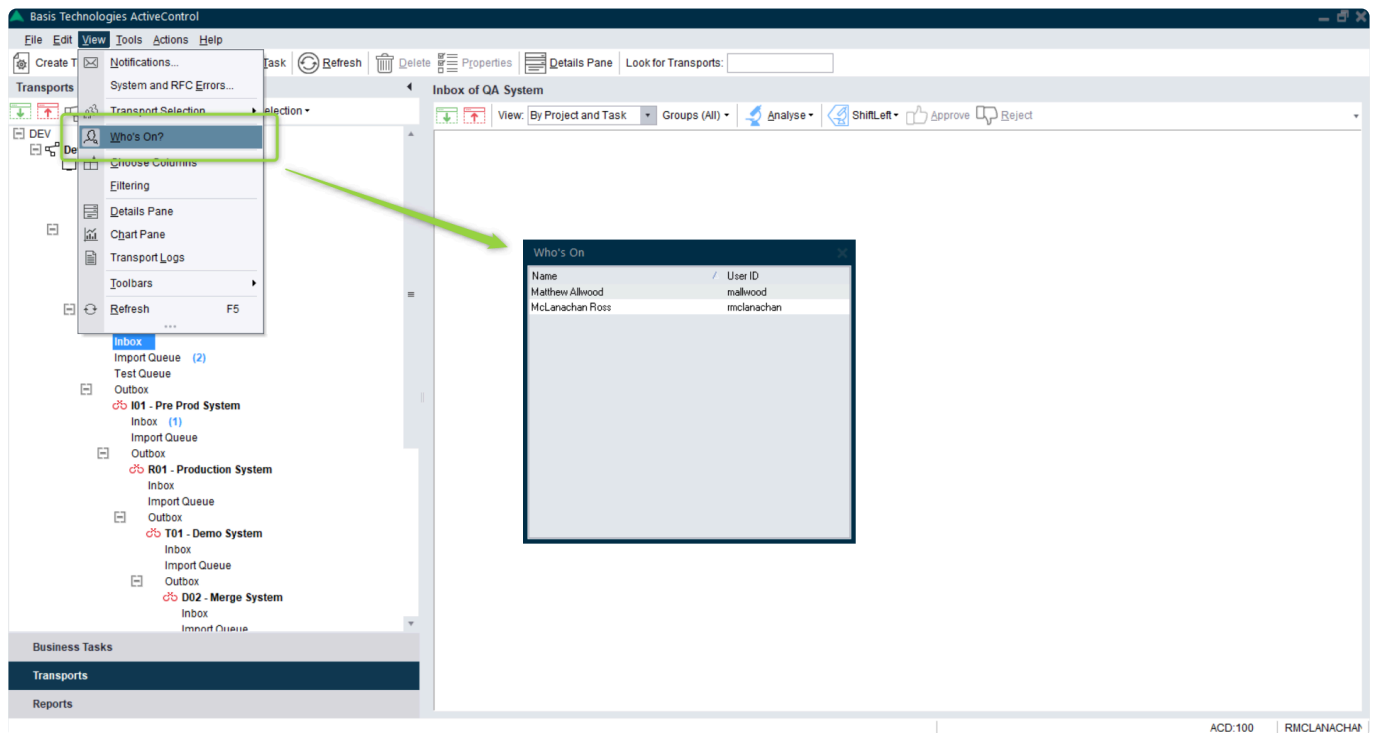 Basis Technologies ActiveControl
File Edit View Tools Actions Help
Create T
Task Refresh Delete Properties Details Pane Look for Transports:
Notifications...
System and RFC Errors...
Transport Selection
Who's On?
Choose Columns
Filtering
Details Pane
Chart Pane
Transport Logs
Toolbars
Refresh F5
Transports
election
DEV
De
Inbox
Import Queue (2)
Test Queue
Outbox
I01 - Pre Prod System
Inbox (1)
Import Queue
Outbox
R01 - Production System
Inbox
Import Queue
Outbox
T01 - Demo System
Inbox
Import Queue
Outbox
D02 - Merge System
Inbox
Import Queue
Business Tasks
Transports
Reports
Inbox of QA System
View: By Project and Task Groups (All) Analyse ShiftLeft Approve Reject
Who's On
Name / User ID
Matthew Allwood mallwood
McLanachan Ross rmclanachan
ACD:100 RMCLANACHAN